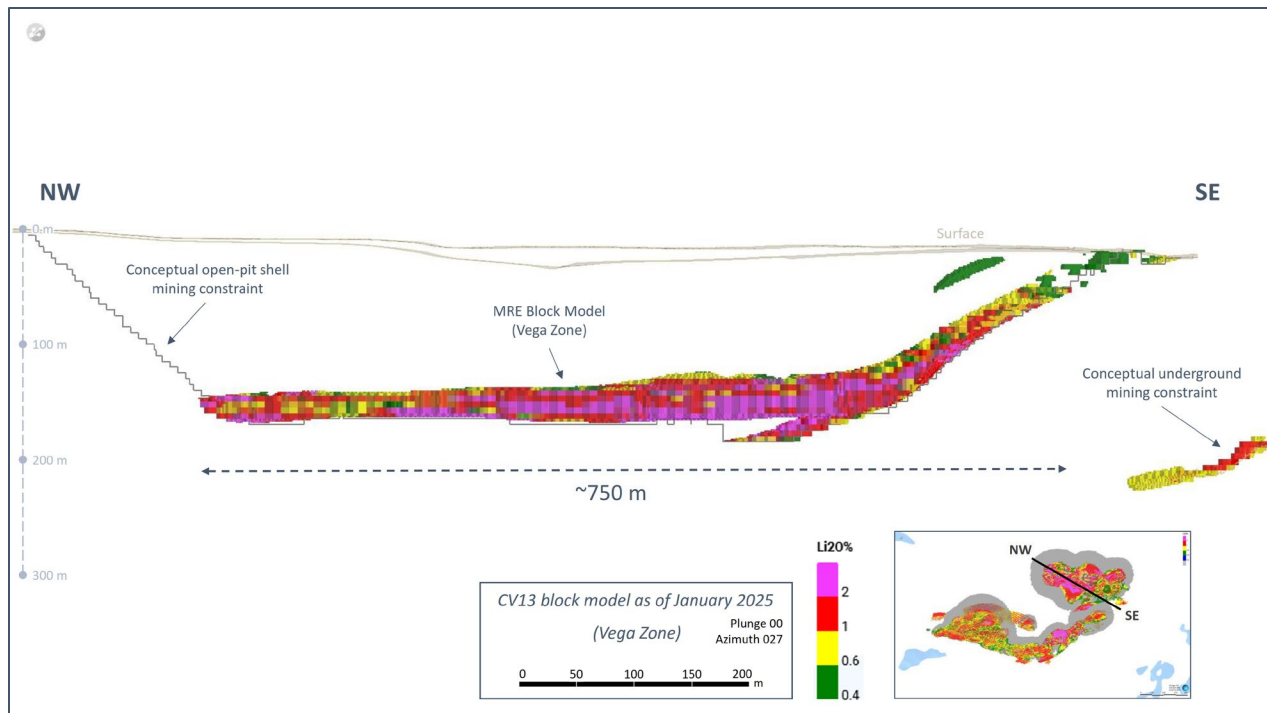 NW
SE
0 m
Surface
Conceptual open-pit shell
mining constraint
MRE Block Model
(Vega Zone)
100 m
Conceptual underground
mining constraint
200 m
~750 m
300 m
Li20%
2
1
0.6
0.4
CV13 block model as of January 2025
(Vega Zone)
Plunge 00
Azimuth 027
0 50 100 150 200
m
NW
SE